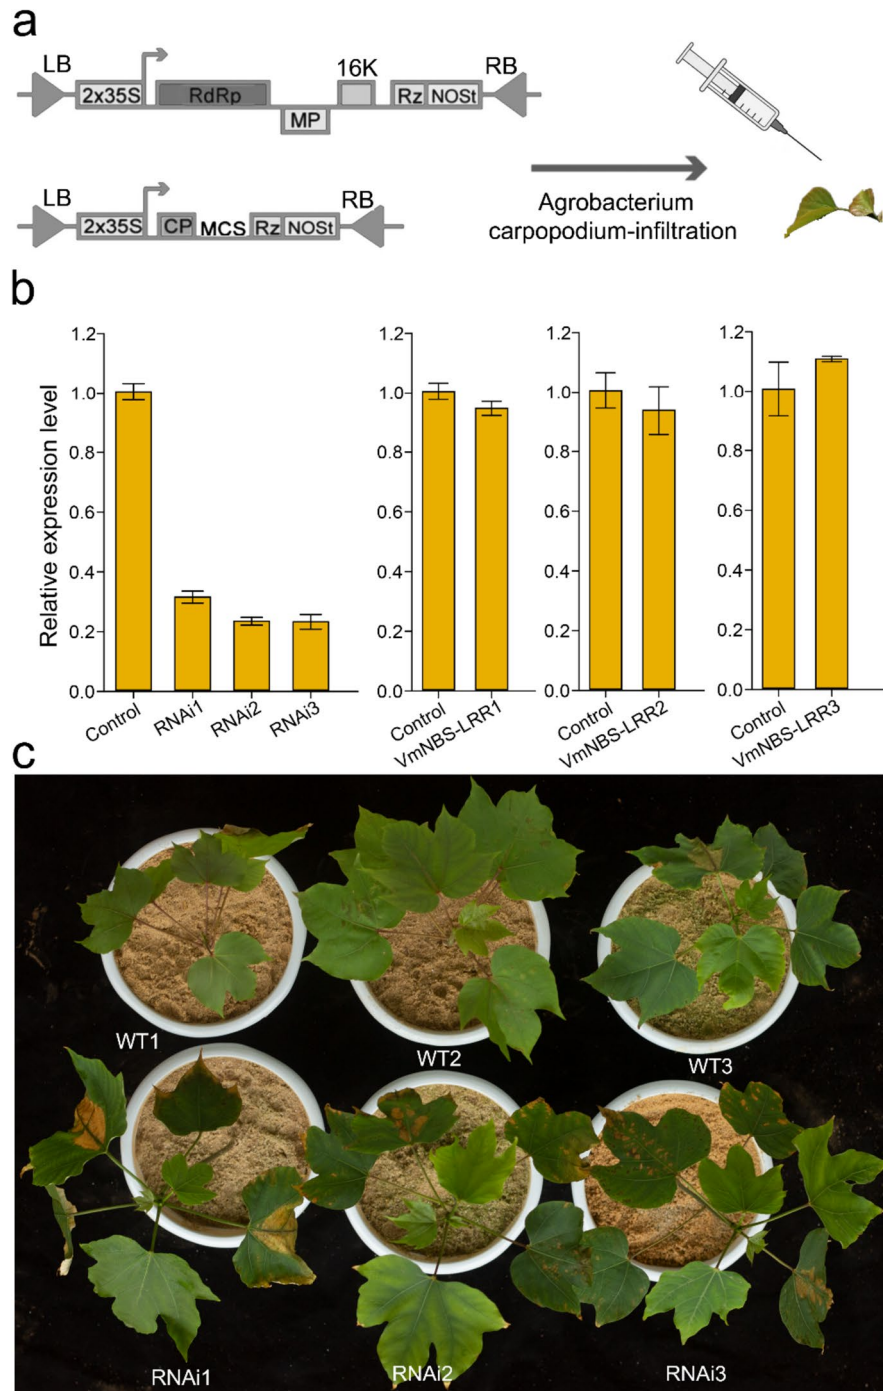 a
LB 2x35S RdRp MP 16K Rz NOSt RB
LB 2x35S CP MCS Rz NOSt RB
Agrobacterium
carpopodium-infiltration
b
Relative expression level
1.2
1.0
0.8
0.6
0.4
0.2
0.0
Control
RNAi1
RNAi2
RNAi3
1.2
1.0
0.8
0.6
0.4
0.2
0.0
Control
VmNBS-LRR1
1.2
1.0
0.8
0.6
0.4
0.2
0.0
Control
VmNBS-LRR2
1.2
1.0
0.8
0.6
0.4
0.2
0.0
Control
VmNBS-LRR3
c
WT1
WT2
WT3
RNAi1
RNAi2
RNAi3